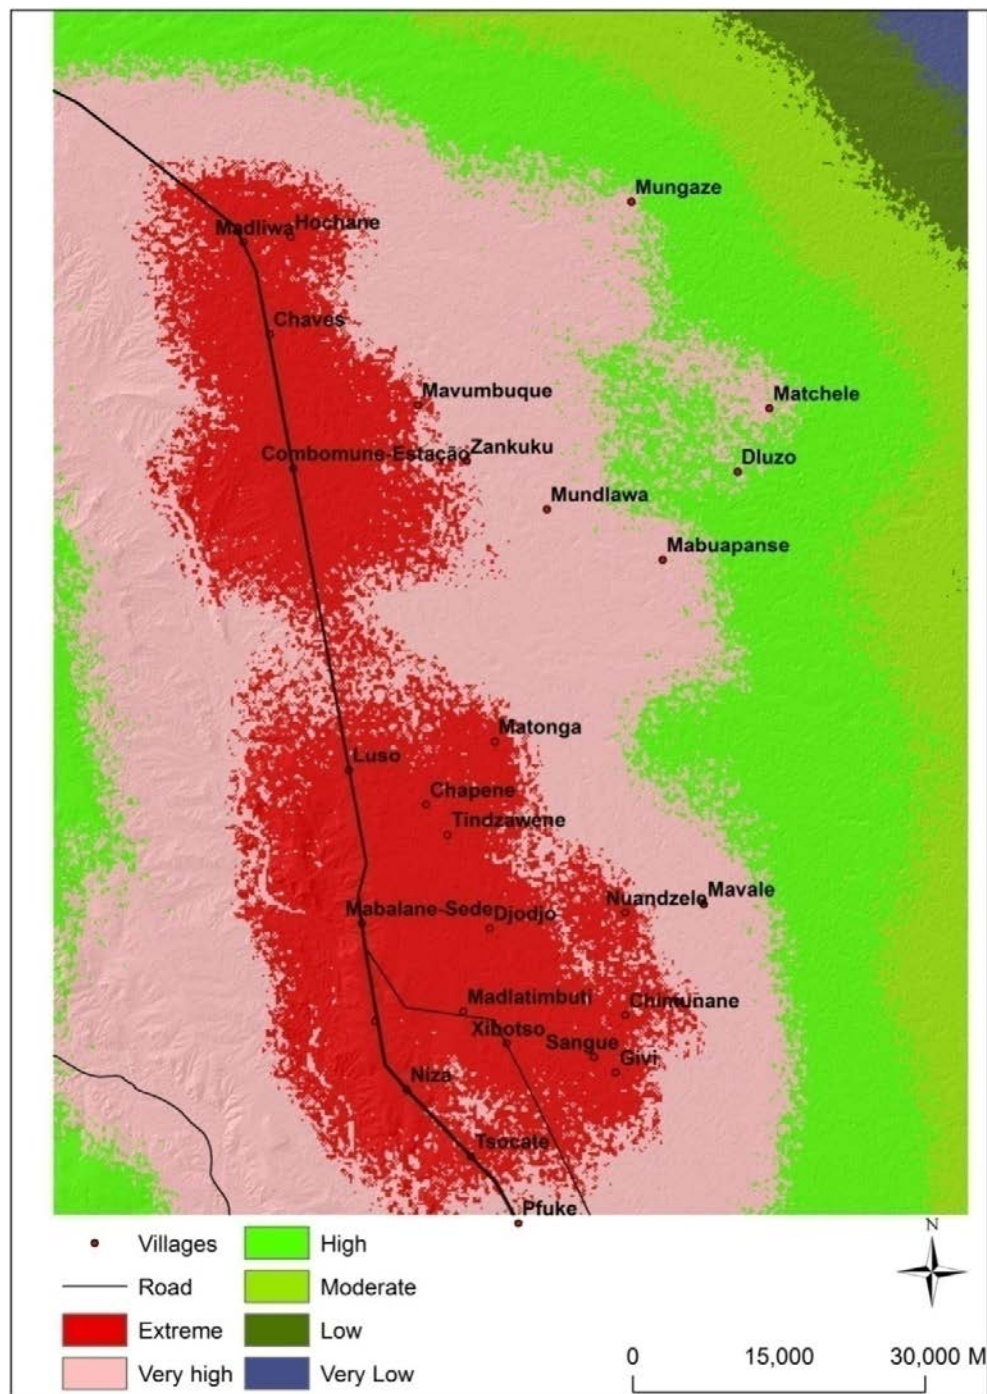 Mungaze
Hochane
Madliwa
Chaves
Mavumbuque
Matchele
Combomune-Estação
Zankuku
Dluzo
Mundlawa
Mabuapanse
Matonga
Luso
Chapene
Tindzawene
Mavale
Nuandzele
Mabalane-Sede
Djodjo
Madlatimbuti
Chimunane
Xibotso
Sangue
Givi
Niza
Tsocate
Pfuke
Villages
High
N
Road
Moderate
Extreme
Low
Very high
Very Low
0 15,000 30,000 M